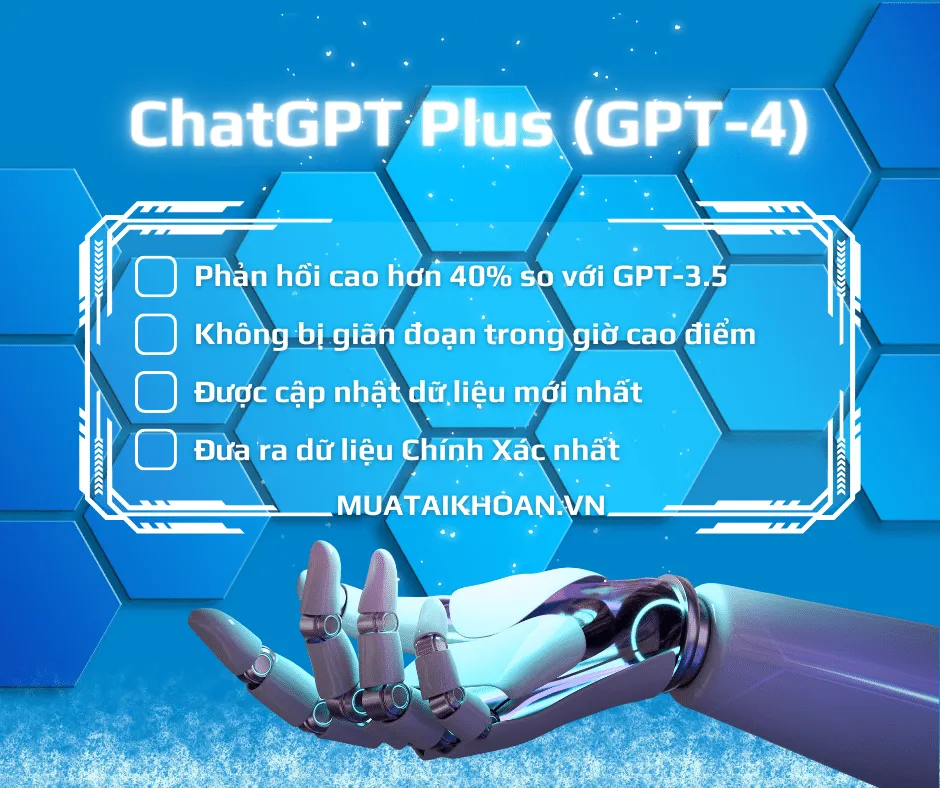 ChatGPT Plus (GPT-4)
Phản hồi cao hơn 40% so với GPT-3.5
Không bị giãn đoạn trong giờ cao điểm
Được cập nhật dữ liệu mới nhất
Đưa ra dữ liệu Chính Xác nhất
MUATAIKHOAN.VN